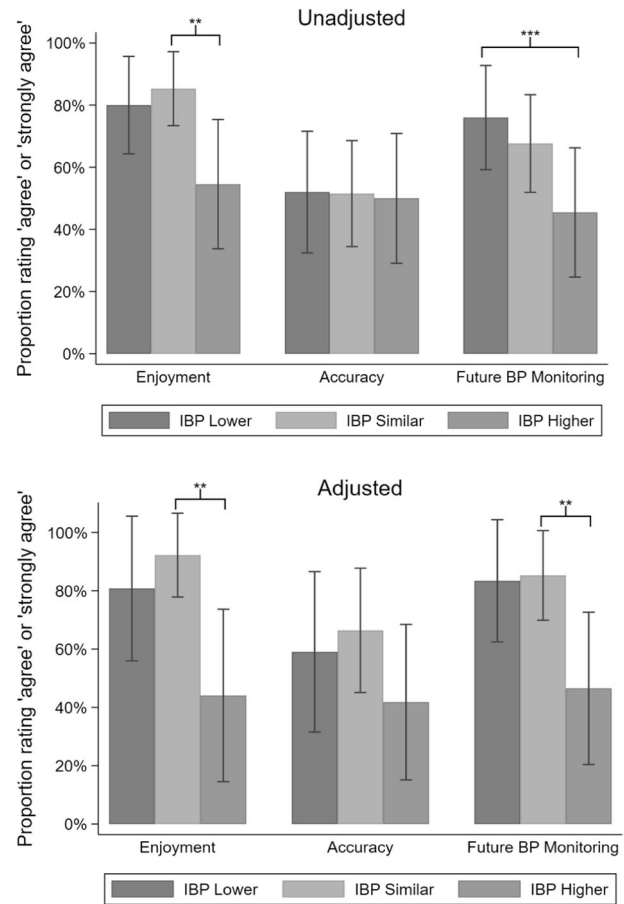 Unadjusted
Proportion rating 'agree' or 'strongly agree'
100%
80%
60%
40%
20%
0%
**
***
Enjoyment
Accuracy
Future BP Monitoring
IBP Lower
IBP Similar
IBP Higher
Adjusted
Proportion rating 'agree' or 'strongly agree'
100%
80%
60%
40%
20%
0%
**
**
Enjoyment
Accuracy
Future BP Monitoring
IBP Lower
IBP Similar
IBP Higher